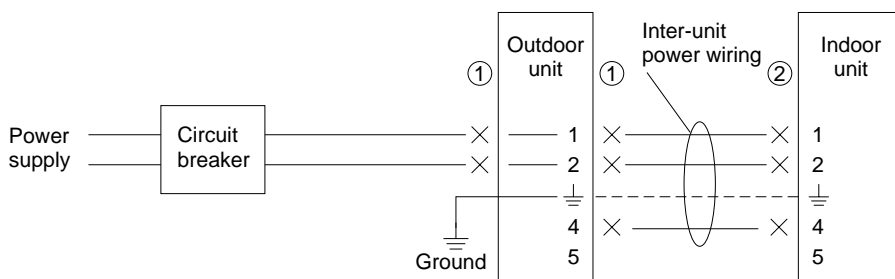 Outdoor
unit
Inter-unit
power wiring
Indoor
unit
① ① ②
Power
supply
Circuit
breaker
1 1
2 2
4 4
5 5
Ground